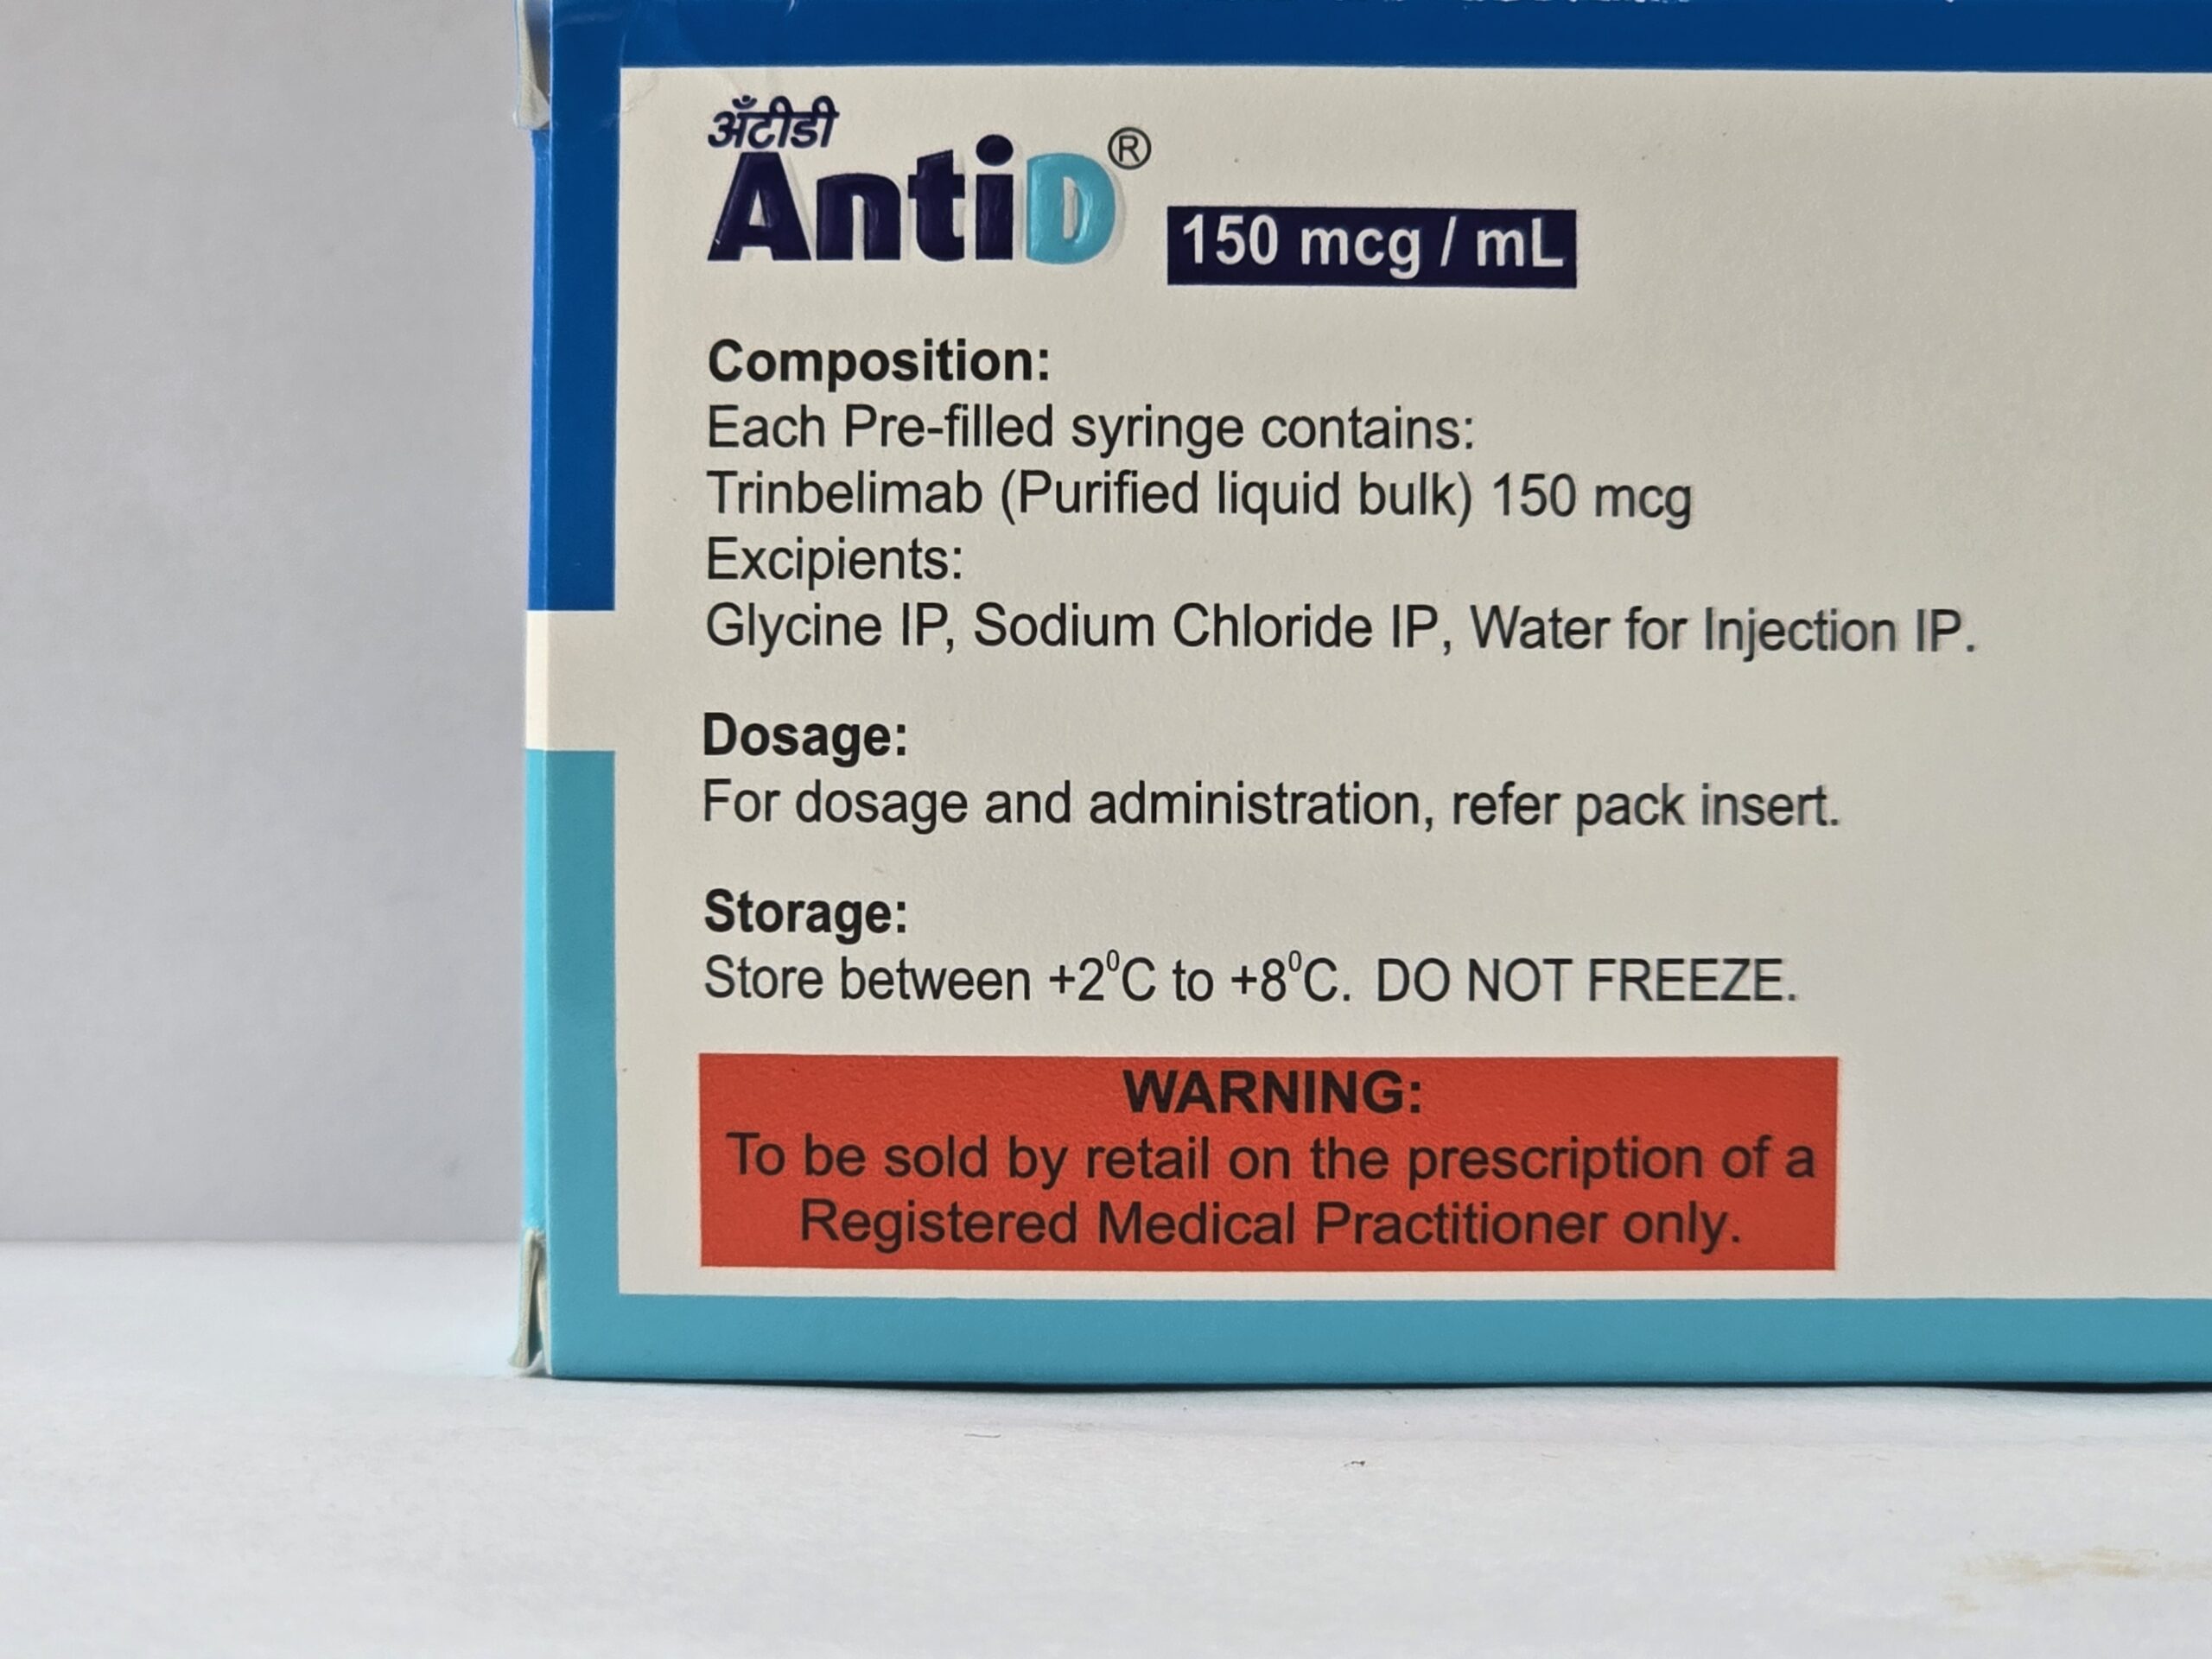 अँटीडी
AntiD®
150 mcg / mL
Composition:
Each Pre-filled syringe contains:
Trinbelimab (Purified liquid bulk) 150 mcg
Excipients:
Glycine IP, Sodium Chloride IP, Water for Injection IP.
Dosage:
For dosage and administration, refer pack insert.
Storage:
Store between +2⁰C to +8⁰C. DO NOT FREEZE.
WARNING:
To be sold by retail on the prescription of a
Registered Medical Practitioner only.